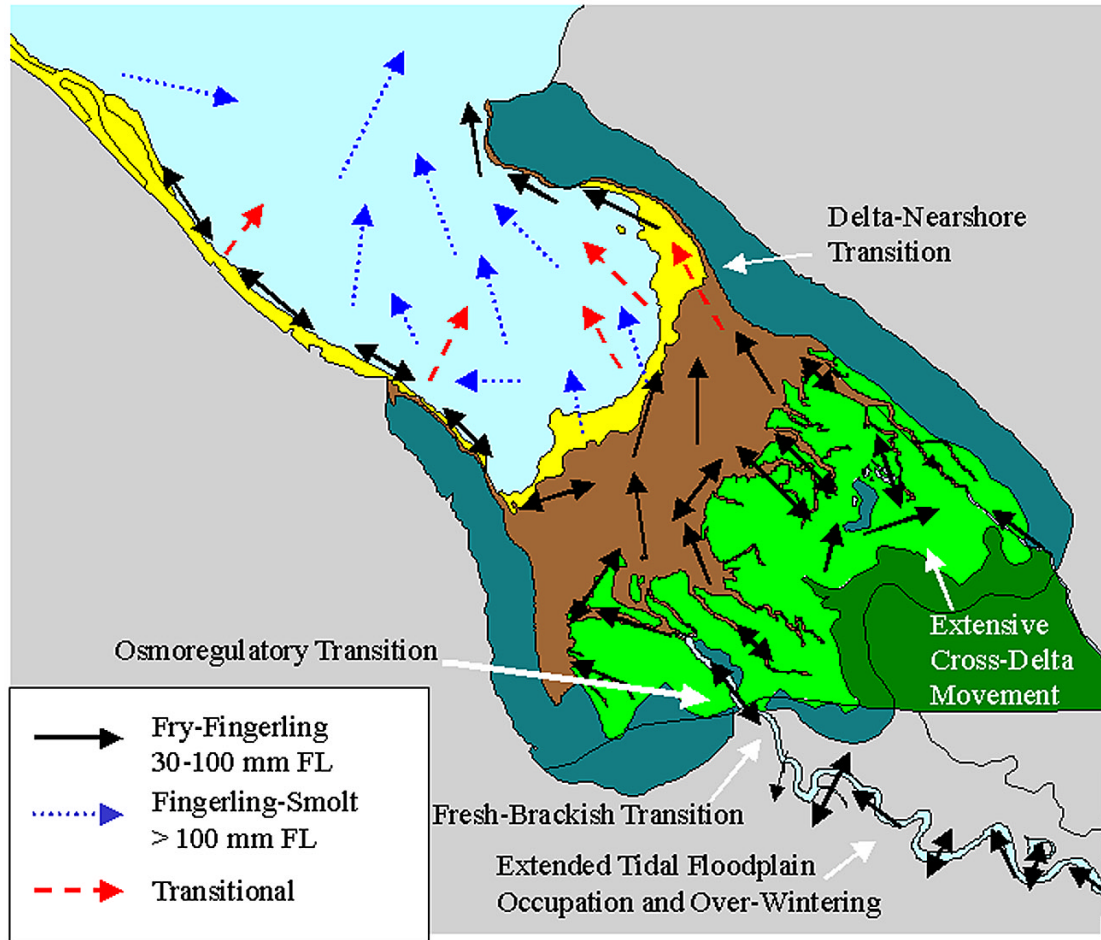 Delta-Nearshore
Transition
Extensive
Cross-Delta
Movement
Osmoregulatory Transition
Fresh-Brackish Transition
Extended Tidal Floodplain
Occupation and Over-Wintering
Fry-Fingerling
30-100 mm FL
Fingerling-Smolt
> 100 mm FL
Transitional